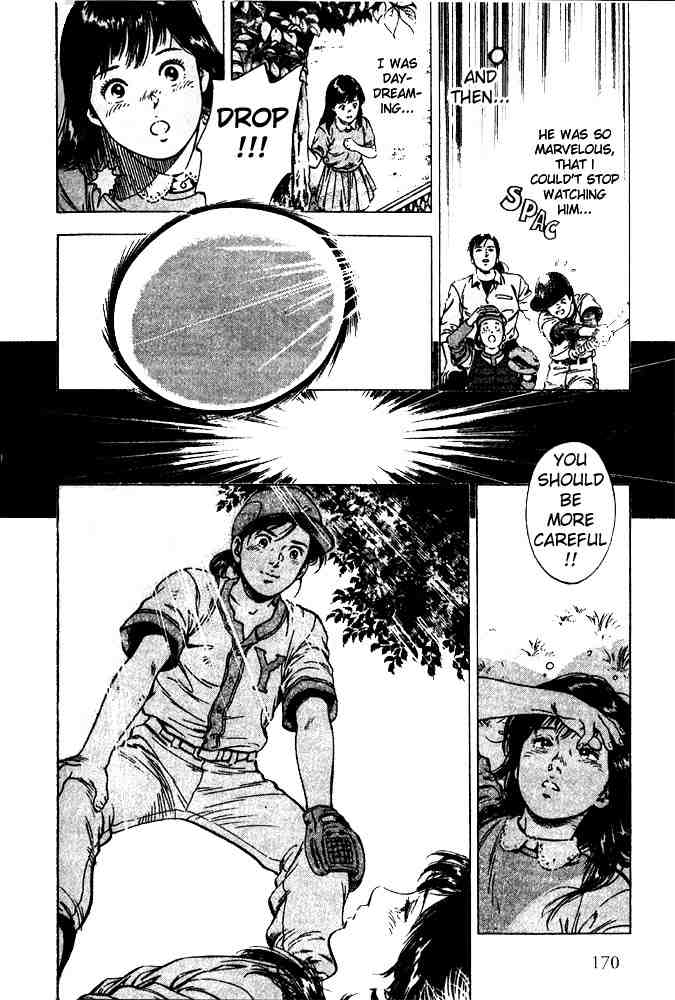 AND
THEN...
HE WAS SO
MARVELOUS,
THAT I
COULD'T STOP
WATCHING
HIM...
SPAC
I WAS
DAY-
DREAM-
ING...
DROP
!!!
YOU
SHOULD
BE
MORE
CAREFUL
!!
Y
170